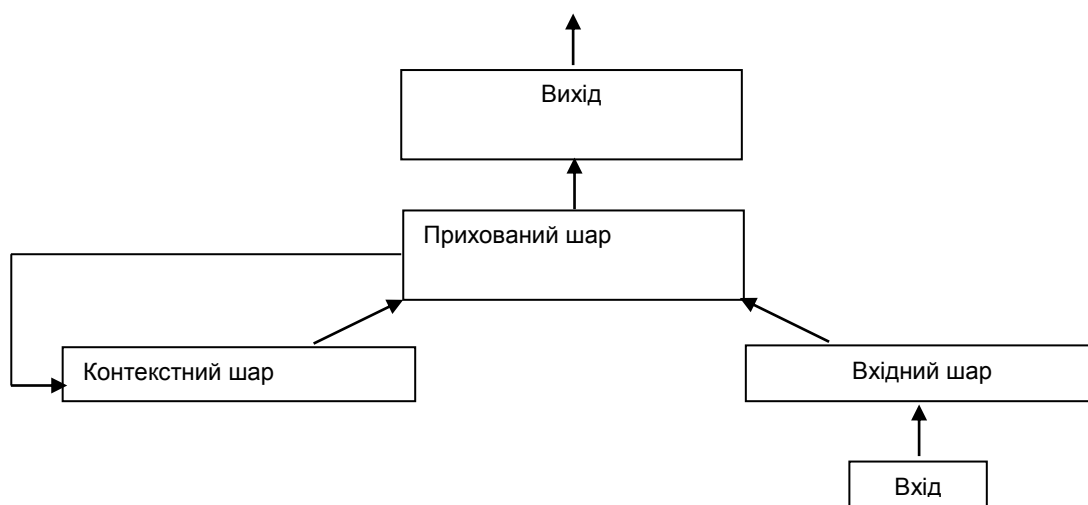 Вихід
Прихований шар
Контекстний шар
Вхідний шар
Вхід